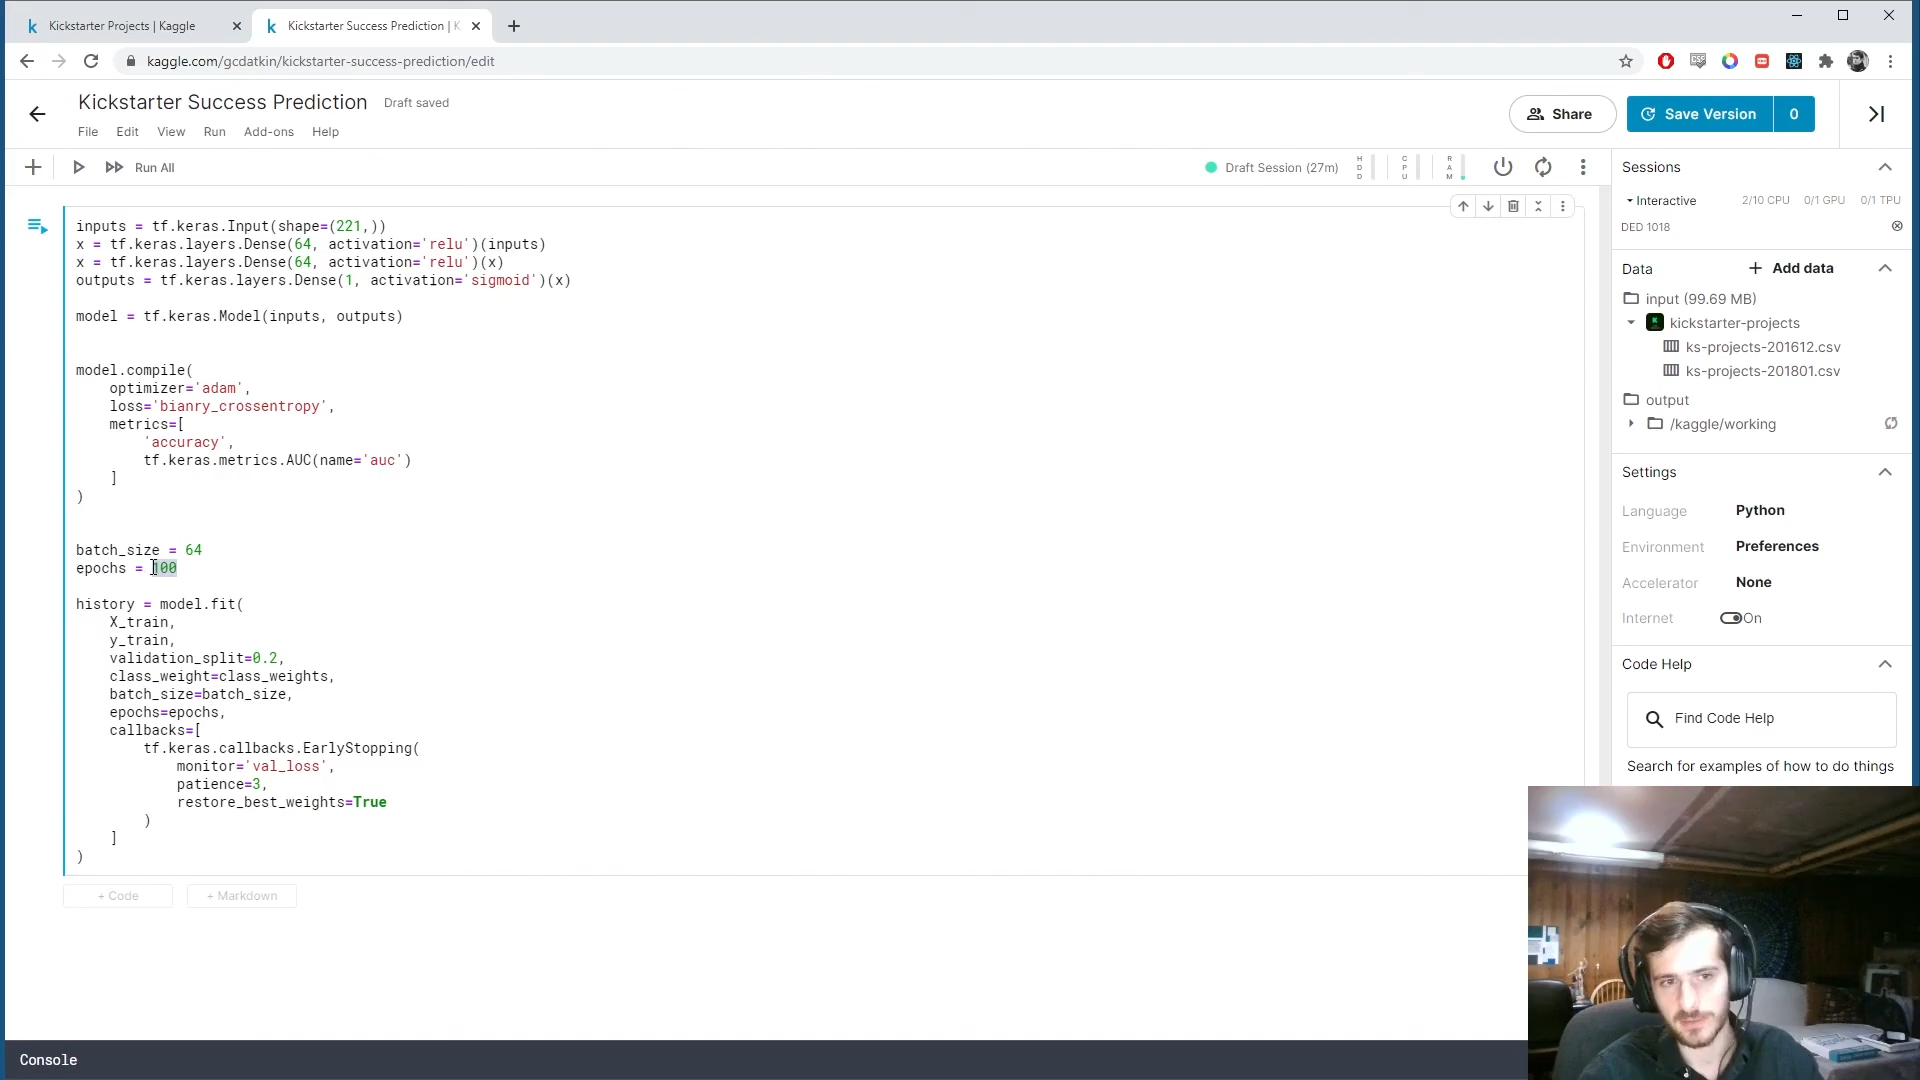 Kickstarter Projects | Kaggle
Kickstarter Success Prediction | K
kaggle.com/gcdatkin/kickstarter-success-prediction/edit
Kickstarter Success Prediction Draft saved
File Edit View Run Add-ons Help
Share
Save Version 0
Run All
Draft Session (27m)
HDD
CPU
RAM
inputs = tf.keras.Input(shape=(221,))
x = tf.keras.layers.Dense(64, activation='relu')(inputs)
x = tf.keras.layers.Dense(64, activation='relu')(x)
outputs = tf.keras.layers.Dense(1, activation='sigmoid')(x)
model = tf.keras.Model(inputs, outputs)
model.compile(
optimizer='adam',
loss='bianry_crossentropy',
metrics=[
'accuracy',
tf.keras.metrics.AUC(name='auc')
]
)
batch_size = 64
epochs = 100
history = model.fit(
X_train,
y_train,
validation_split=0.2,
class_weight=class_weights,
batch_size=batch_size,
epochs=epochs,
callbacks=[
tf.keras.callbacks.EarlyStopping(
monitor='val_loss',
patience=3,
restore_best_weights=True
)
]
)
+ Code + Markdown
Console
Sessions
Interactive 2/10 CPU 0/1 GPU 0/1 TPU
DED 1018
Data + Add data
input (99.69 MB)
kickstarter-projects
ks-projects-201612.csv
ks-projects-201801.csv
output
/kaggle/working
Settings
Language Python
Environment Preferences
Accelerator None
Internet On
Code Help
Find Code Help
Search for examples of how to do things